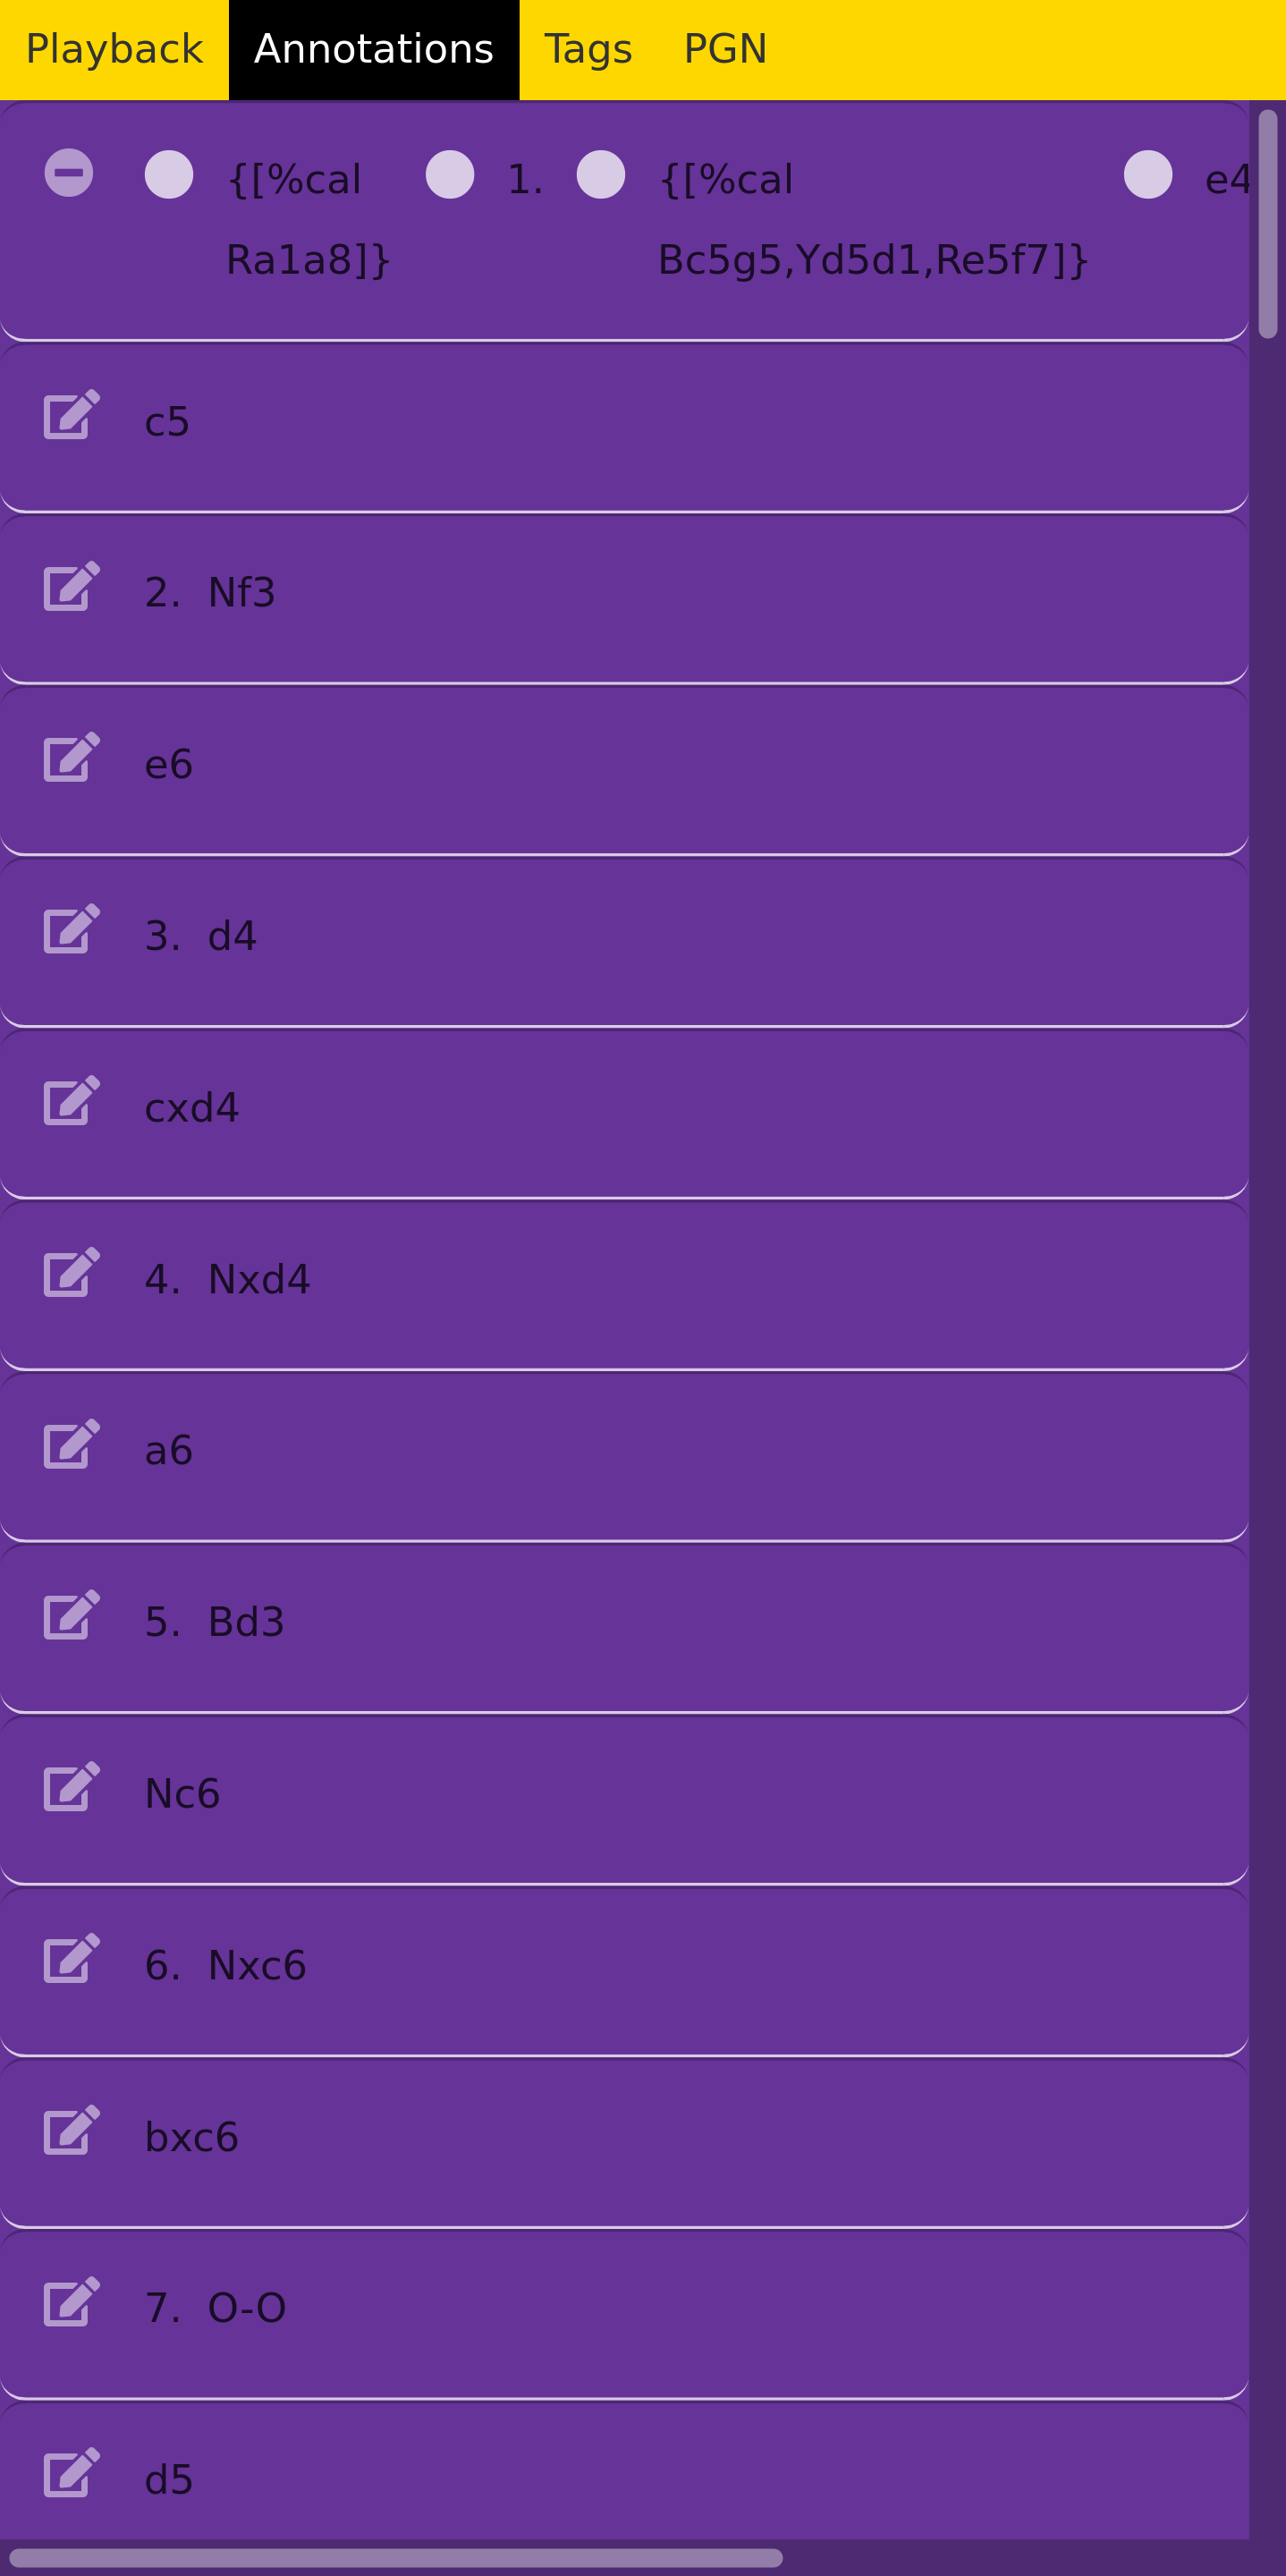 Playback Annotations Tags PGN
{[%cal 1. {[%cal e4
Ra1a8]} Bc5g5,Yd5d1,Re5f7]}
c5
2. Nf3
e6
3. d4
cxd4
4. Nxd4
a6
5. Bd3
Nc6
6. Nxc6
bxc6
7. O-O
d5